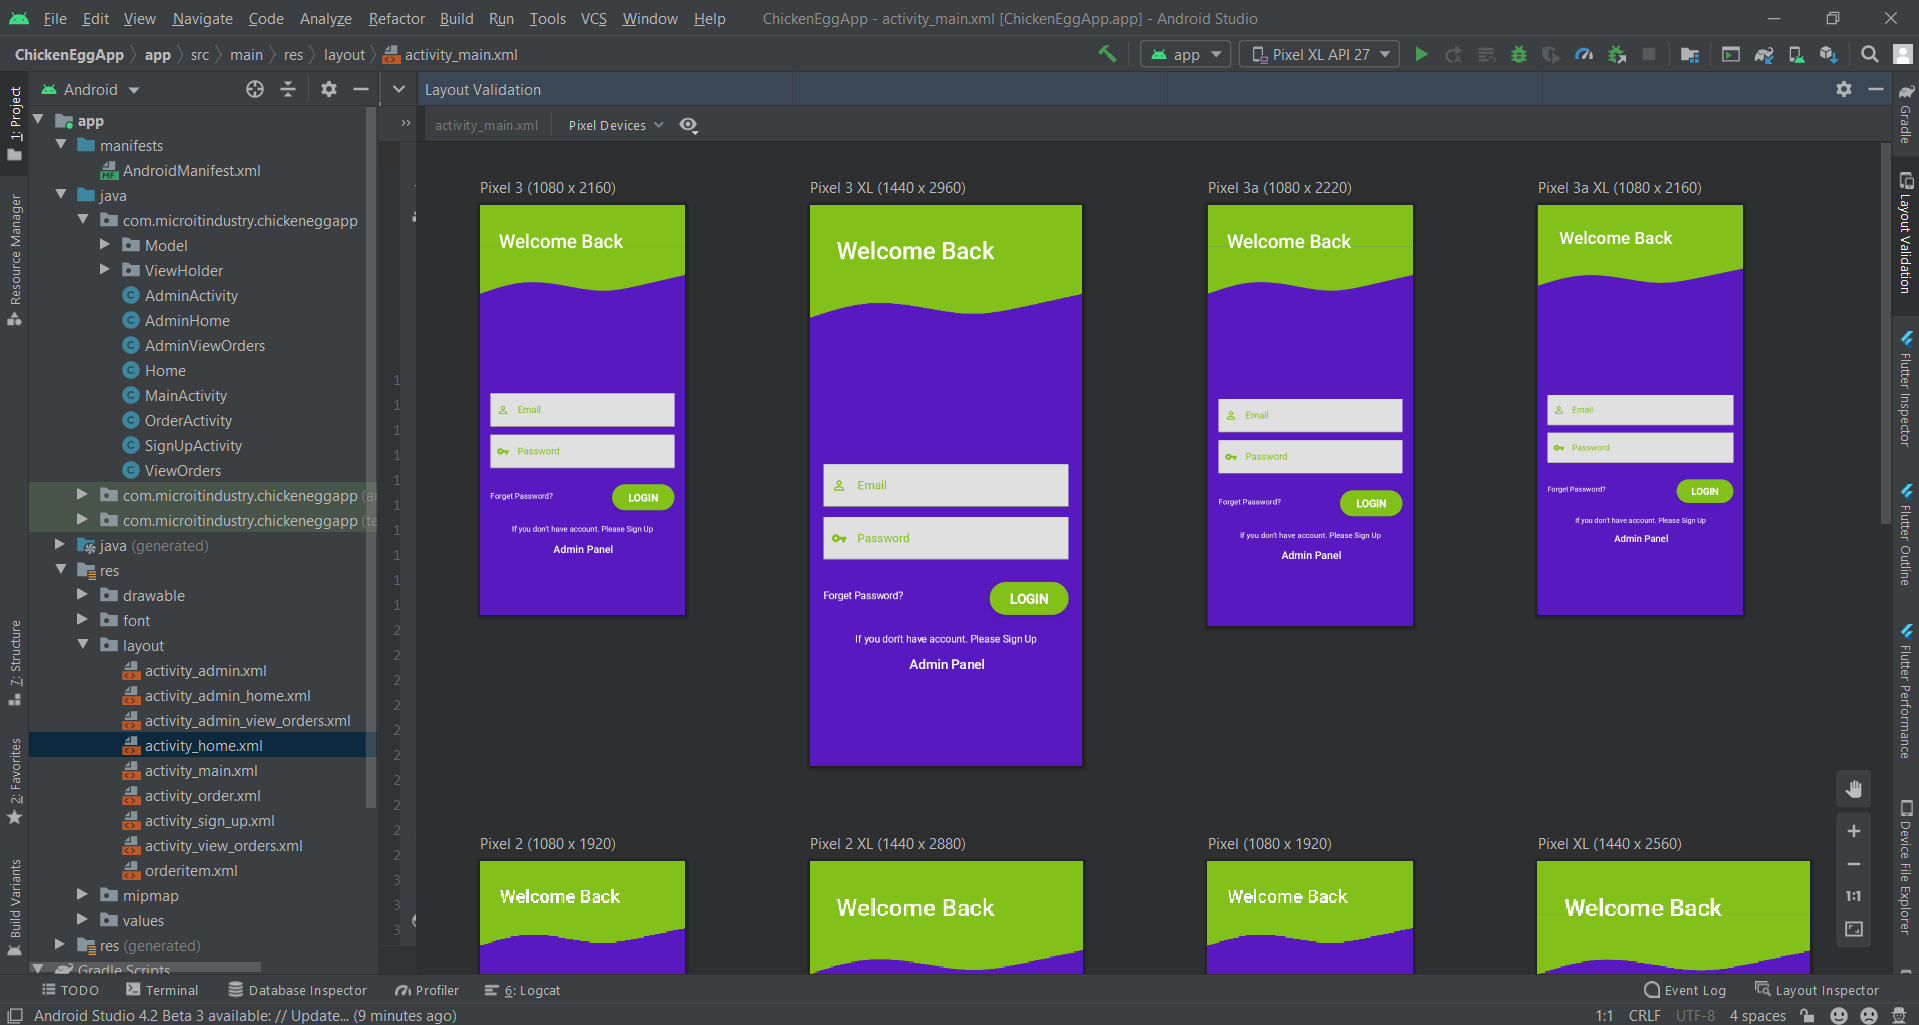 File Edit View Navigate Code Analyze Refactor Build Run Tools VCS Window Help ChickenEggApp - activity_main.xml [ChickenEggApp.app] - Android Studio
ChickenEggApp app src main res layout activity_main.xml app Pixel XL API 27
Android Layout Validation
activity_main.xml Pixel Devices
1: Project
Resource Manager
7: Structure
2: Favorites
Build Variants
app
manifests
AndroidManifest.xml
java
com.microitindustry.chickeneggapp
Model
ViewHolder
AdminActivity
AdminHome
AdminViewOrders
Home
MainActivity
OrderActivity
SignUpActivity
ViewOrders
com.microitindustry.chickeneggapp
com.microitindustry.chickeneggapp
java (generated)
res
drawable
font
layout
activity_admin.xml
activity_admin_home.xml
activity_admin_view_orders.xml
activity_home.xml
activity_main.xml
activity_order.xml
activity_sign_up.xml
activity_view_orders.xml
orderitem.xml
mipmap
values
res (generated)
Gradle Scripts
Pixel 3 (1080 x 2160)
Welcome Back
Email
Password
Forget Password? LOGIN
If you don't have account. Please Sign Up
Admin Panel
Pixel 3 XL (1440 x 2960)
Welcome Back
Email
Password
Forget Password? LOGIN
If you don't have account. Please Sign Up
Admin Panel
Pixel 3a (1080 x 2220)
Welcome Back
Email
Password
Forget Password? LOGIN
If you don't have account. Please Sign Up
Admin Panel
Pixel 3a XL (1080 x 2160)
Welcome Back
Email
Password
Forget Password? LOGIN
If you don't have account. Please Sign Up
Admin Panel
Pixel 2 (1080 x 1920)
Welcome Back
Pixel 2 XL (1440 x 2880)
Welcome Back
Pixel (1080 x 1920)
Welcome Back
Pixel XL (1440 x 2560)
Welcome Back
1:1
Gradle
Layout Validation
Flutter Inspector
Flutter Outline
Flutter Performance
Device File Explorer
TODO Terminal Database Inspector Profiler 6: Logcat Event Log Layout Inspector
Android Studio 4.2 Beta 3 available: // Update... (9 minutes ago) 1:1 CRLF UTF-8 4 spaces